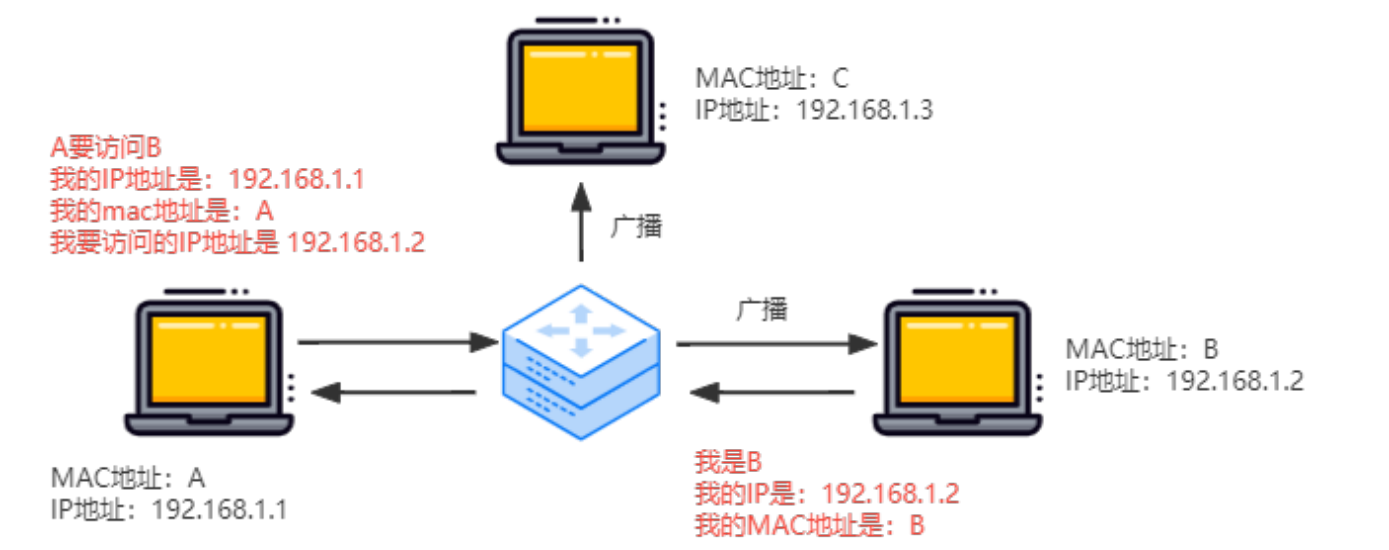 MAC地址：C
IP地址：192.168.1.3
A要访问B
我的IP地址是：192.168.1.1
我的mac地址是：A
我要访问的IP地址是 192.168.1.2
广播
广播
MAC地址：B
IP地址：192.168.1.2
MAC地址：A
IP地址：192.168.1.1
我是B
我的IP是：192.168.1.2
我的MAC地址是：B